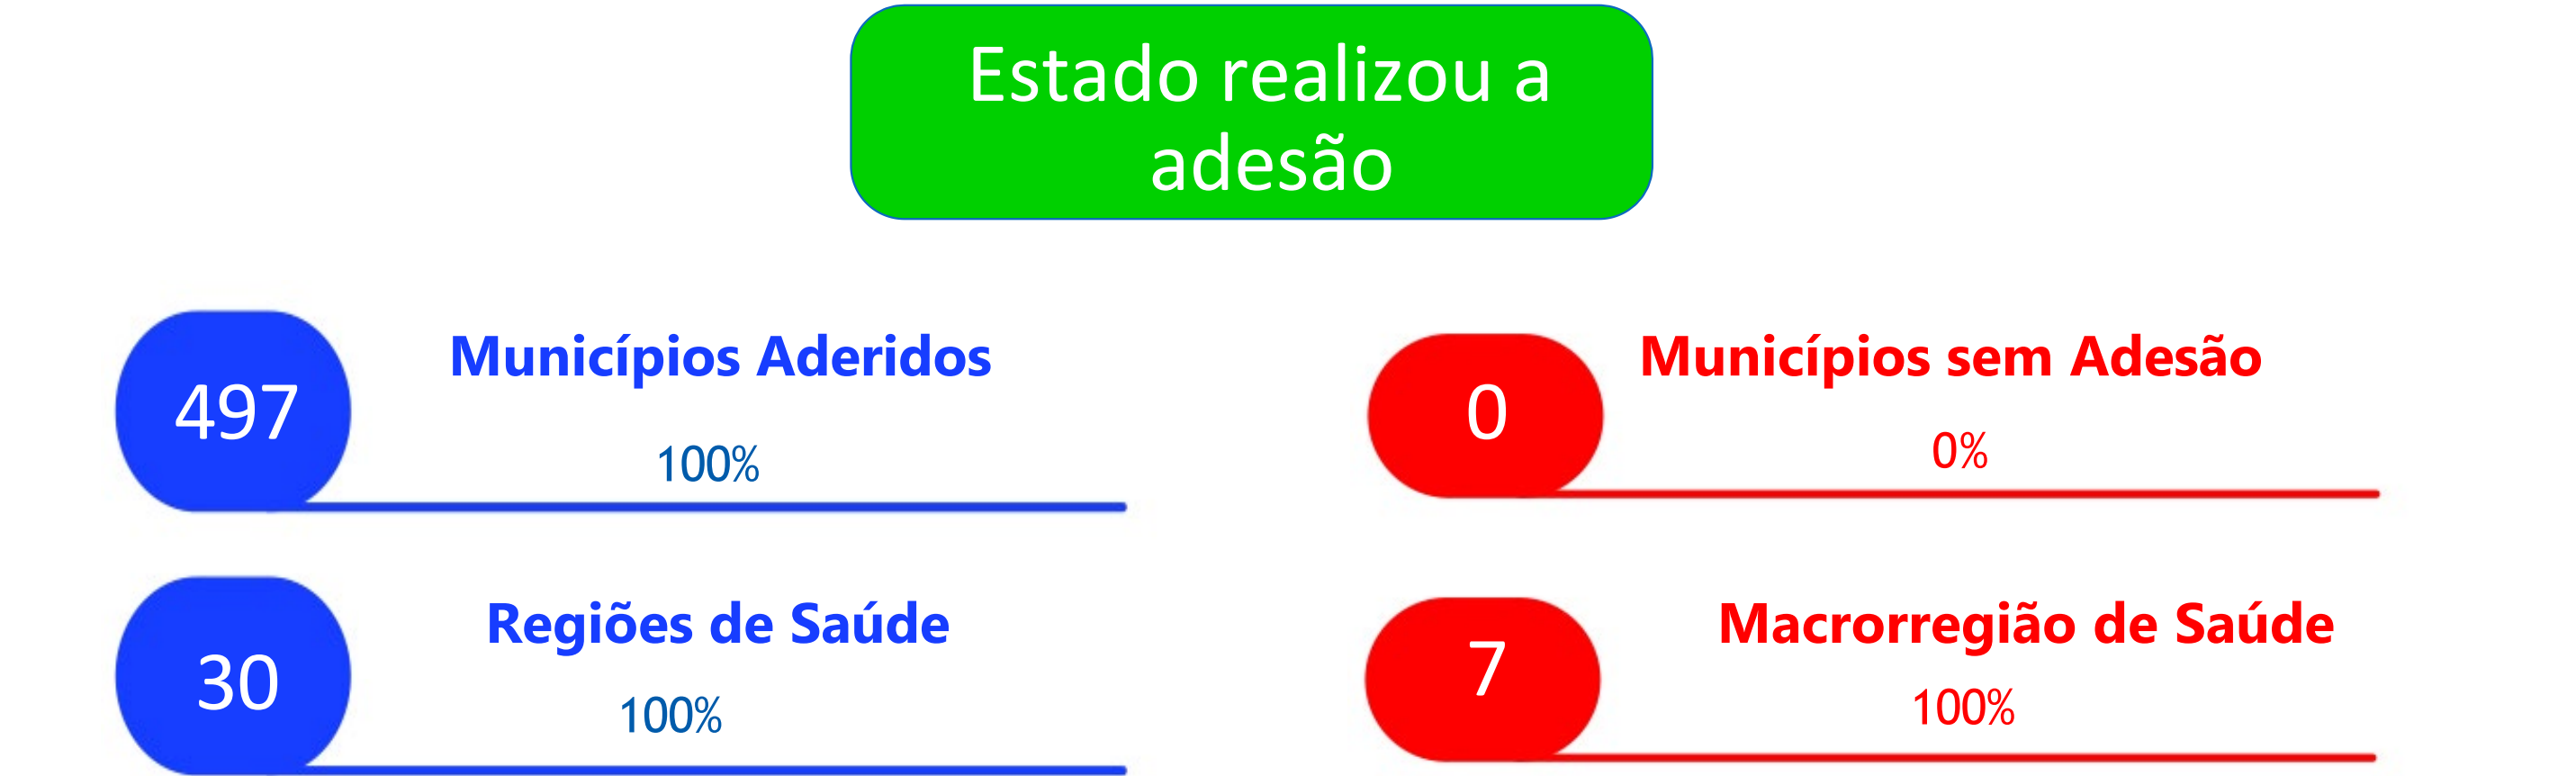 Estado realizou a
adesão
497
Municípios Aderidos
100%
0
Municípios sem Adesão
0%
30
Regiões de Saúde
100%
7
Macrorregião de Saúde
100%